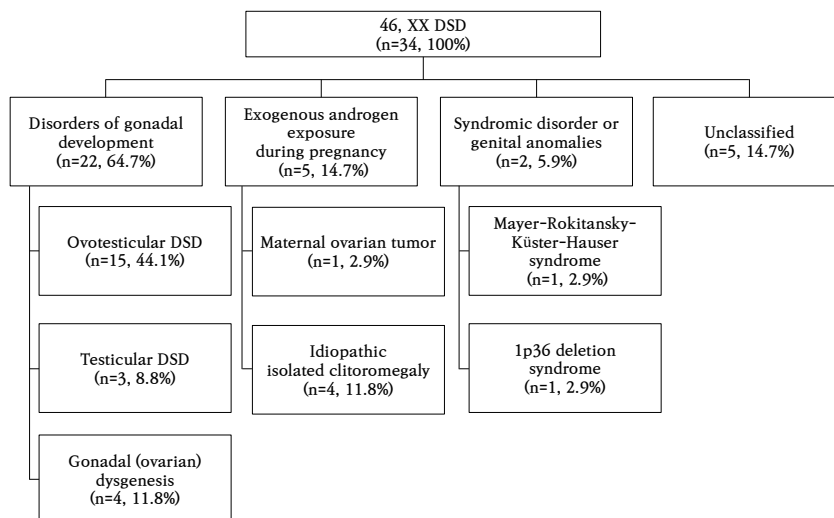 46, XX DSD
(n=34, 100%)
Disorders of gonadal
development
(n=22, 64.7%)
Exogenous androgen
exposure
during pregnancy
(n=5, 14.7%)
Syndromic disorder or
genital anomalies
(n=2, 5.9%)
Unclassified
(n=5, 14.7%)
Ovotesticular DSD
(n=15, 44.1%)
Maternal ovarian tumor
(n=1, 2.9%)
Mayer-Rokitansky-
Küster-Hauser
syndrome
(n=1, 2.9%)
Testicular DSD
(n=3, 8.8%)
Idiopathic
isolated clitoromegaly
(n=4, 11.8%)
1p36 deletion
syndrome
(n=1, 2.9%)
Gonadal (ovarian)
dysgenesis
(n=4, 11.8%)